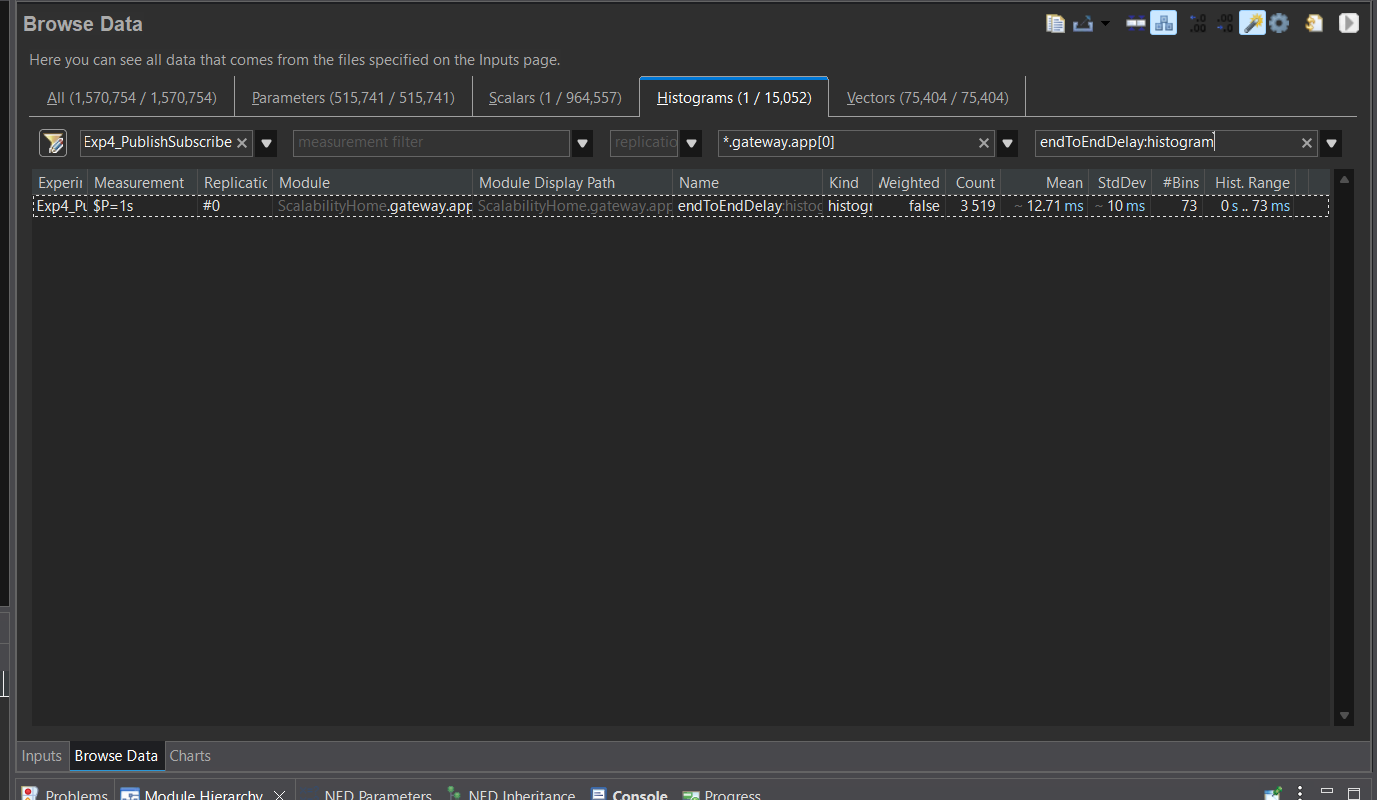 Browse Data
Here you can see all data that comes from the files specified on the Inputs page.
All (1,570,754 / 1,570,754) Parameters (515,741 / 515,741) Scalars (1 / 964,557) Histograms (1 / 15,052) Vectors (75,404 / 75,404)
Exp4_PublishSubscribe measurement filter replicatio *.gateway.app[0] endToEndDelay:histogram
Experin Measurement Replicatic Module Module Display Path Name Kind Weighted Count Mean StdDev #Bins Hist. Range
Exp4_Pu $P=1s #0 ScalabilityHome.gateway.app ScalabilityHome.gateway.app endToEndDelay:histog histogr false 3 519 ~ 12.71 ms ~ 10 ms 73 0 s .. 73 ms
Inputs Browse Data Charts
Problems Module Hierarchy NED Parameters NED Inheritance Console Progress